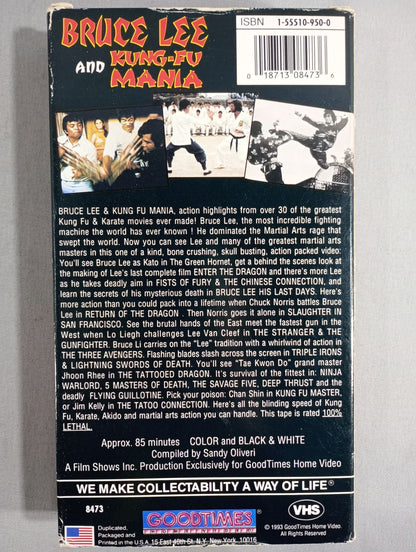 BRUCE LEE
AND KUNG-FU
MANIA
ISBN 1-55510-950-0
0 18713 08473 6
BRUCE LEE & KUNG FU MANIA, action highlights from over 30 of the greatest
Kung Fu & Karate movies ever made! Bruce Lee, the most incredible fighting
machine the world has ever known ! He dominated the Martial Arts rage that
swept the world. Now you can see Lee and many of the greatest martial arts
masters in this one of a kind, bone crushing, skull busting, action packed video:
You'll see Bruce Lee as Kato in The Green Hornet, get a behind the scenes look at
the making of Lee's last complete film ENTER THE DRAGON and there's more Lee
as he takes deadly aim in FISTS OF FURY & THE CHINESE CONNECTION, and
learn the secrets of his mysterious death in BRUCE LEE HIS LAST DAYS. Here's
more action than you could pack into a lifetime when Chuck Norris battles Bruce
Lee in RETURN OF THE DRAGON . Then Norris goes it alone in SLAUGHTER IN
SAN FRANCISCO. See the brutal hands of the East meet the fastest gun in the
West when Lo Liegh challenges Lee Van Cleef in THE STRANGER & THE
GUNFIGHTER. Bruce Li carries on the "Lee" tradition with a whirlwind of action in
THE THREE AVENGERS. Flashing blades slash across the screen in TRIPLE IRONS
& LIGHTNING SWORDS OF DEATH. You'll see "Tae Kwon Do" grand master
Jhoon Rhee in THE TATTOOED DRAGON. It's survival of the fittest in: NINJA
WARLORD, 5 MASTERS OF DEATH, THE SAVAGE FIVE, DEEP THRUST and the
deadly FLYING GUILLOTINE. Pick your poison: Chan Shin in KUNG FU MASTER,
or Jim Kelly in THE TATOO CONNECTION. Here's all the blinding speed of Kung
Fu, Karate, Akido and martial arts action you can handle. This tape is rated 100%
LETHAL.
Approx. 85 minutes COLOR and BLACK & WHITE
Compiled by Sandy Oliveri
A Film Shows Inc. Production Exclusively for GoodTimes Home Video
WE MAKE COLLECTABILITY A WAY OF LIFE®
8473
GOODTIMES
HOME VIDEO
VHS
Duplicated,
Packaged and
Printed in the U.S.A. 15 East 40th St. N.Y. New York, 10016
© 1993 GoodTimes Home Video.
All Rights Reserved.